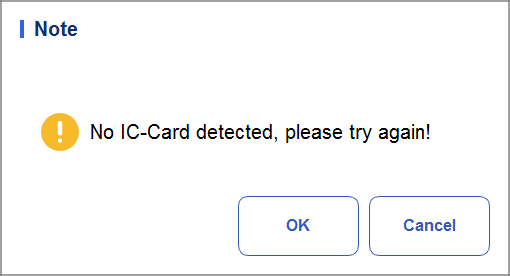 Note
No IC-Card detected, please try again!
OK
Cancel